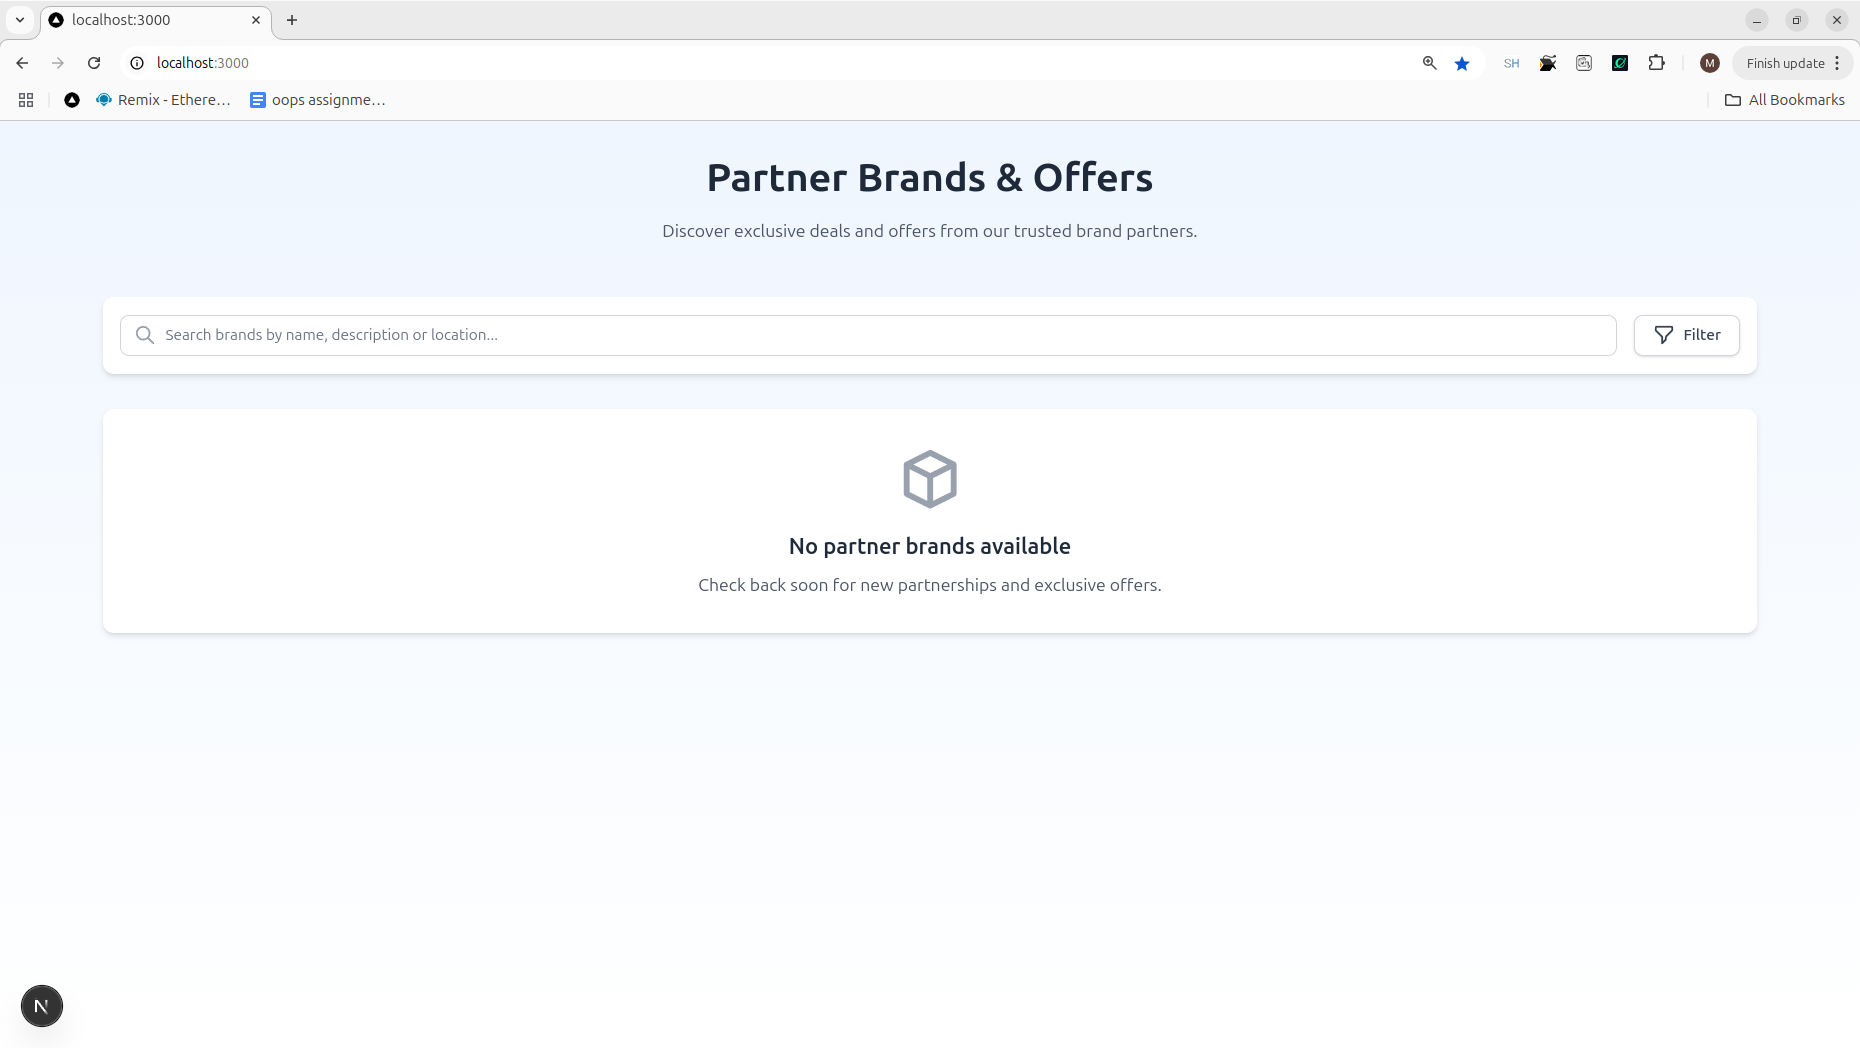 localhost:3000
localhost:3000
SH
M
Finish update
Remix - Ethere...
oops assignme...
All Bookmarks
Partner Brands & Offers
Discover exclusive deals and offers from our trusted brand partners.
Search brands by name, description or location...
Filter
No partner brands available
Check back soon for new partnerships and exclusive offers.
N